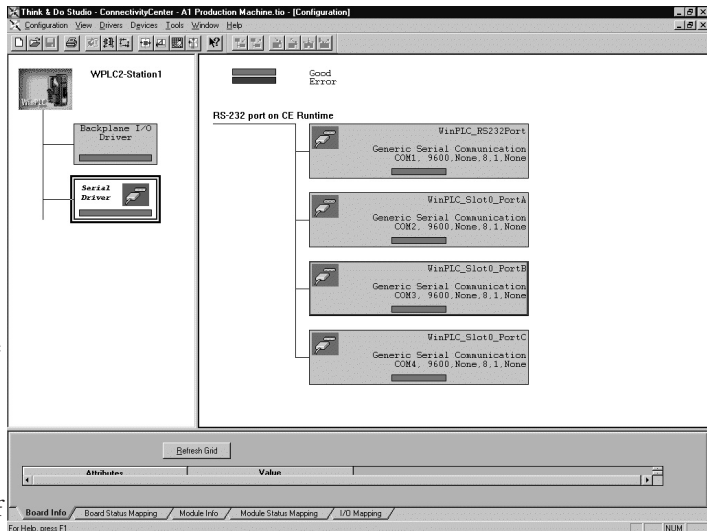 Think & Do Studio - ConnectivityCenter - A1 Production Machine.tio - [Configuration]
Configuration View Drivers Devices Tools Window Help
WPLC2-Station1
WinPLC
Backplane I/O
Driver
Serial
Driver
Good
Error
RS-232 port on CE Runtime
WinPLC_RS232Port
Generic Serial Communication
COM1, 9600,None,8,1,None
WinPLC_Slot0_PortA
Generic Serial Communication
COM2, 9600,None,8,1,None
WinPLC_Slot0_PortB
Generic Serial Communication
COM3, 9600,None,8,1,None
WinPLC_Slot0_PortC
Generic Serial Communication
COM4, 9600,None,8,1,None
Refresh Grid
Attributes Value
Board Info Board Status Mapping Module Info Module Status Mapping I/O Mapping
For Help, press F1 NUM